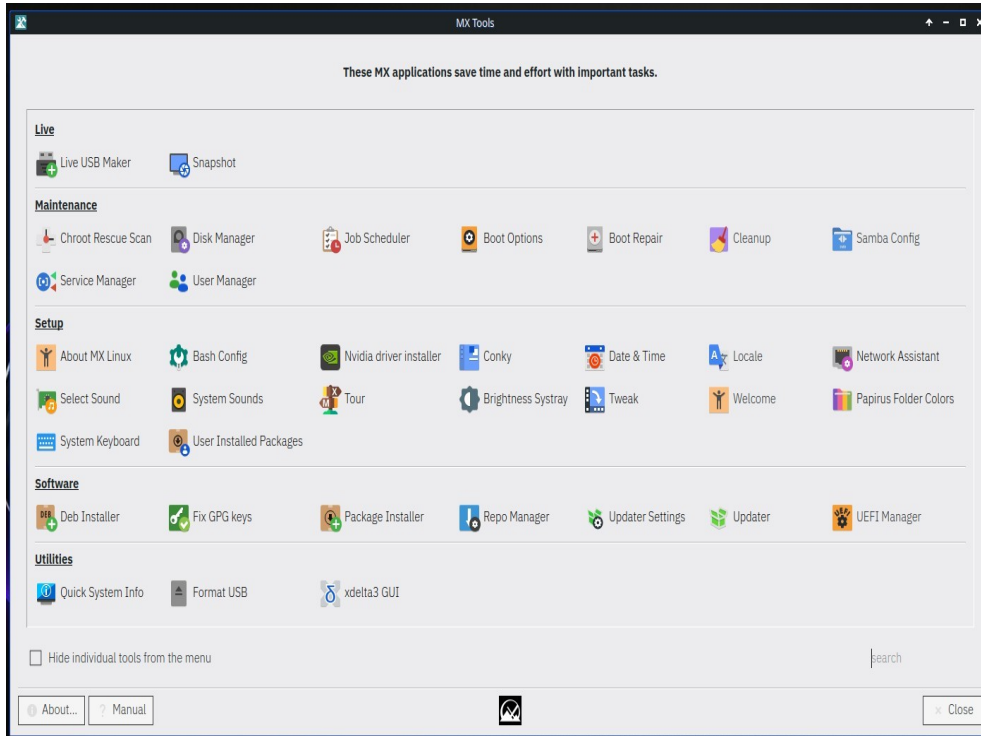 MX Tools
These MX applications save time and effort with important tasks.
Live
Live USB Maker Snapshot
Maintenance
Chroot Rescue Scan Disk Manager Job Scheduler Boot Options Boot Repair Cleanup Samba Config
Service Manager User Manager
Setup
About MX Linux Bash Config Nvidia driver installer Conky Date & Time Locale Network Assistant
Select Sound System Sounds Tour Brightness Systray Tweak Welcome Papirus Folder Colors
System Keyboard User Installed Packages
Software
Deb Installer Fix GPG keys Package Installer Repo Manager Updater Settings Updater UEFI Manager
Utilities
Quick System Info Format USB xdelta3 GUI
Hide individual tools from the menu search
About... ? Manual Close